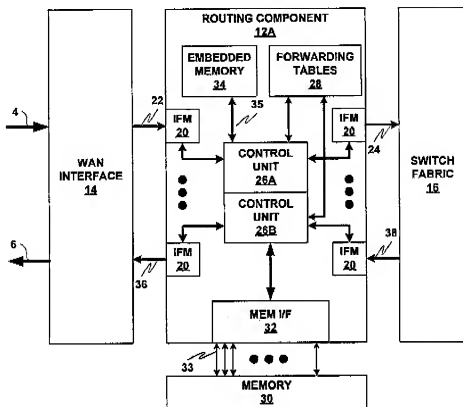 ROUTING COMPONENT
12A
EMBEDDED
MEMORY
34
FORWARDING
TABLES
28
35
4
22
IFM
20
IFM
20
24
WAN
INTERFACE
14
CONTROL
UNIT
26A
SWITCH
FABRIC
16
CONTROL
UNIT
26B
6
IFM
20
36
IFM
20
38
MEM I/F
32
33
MEMORY
30